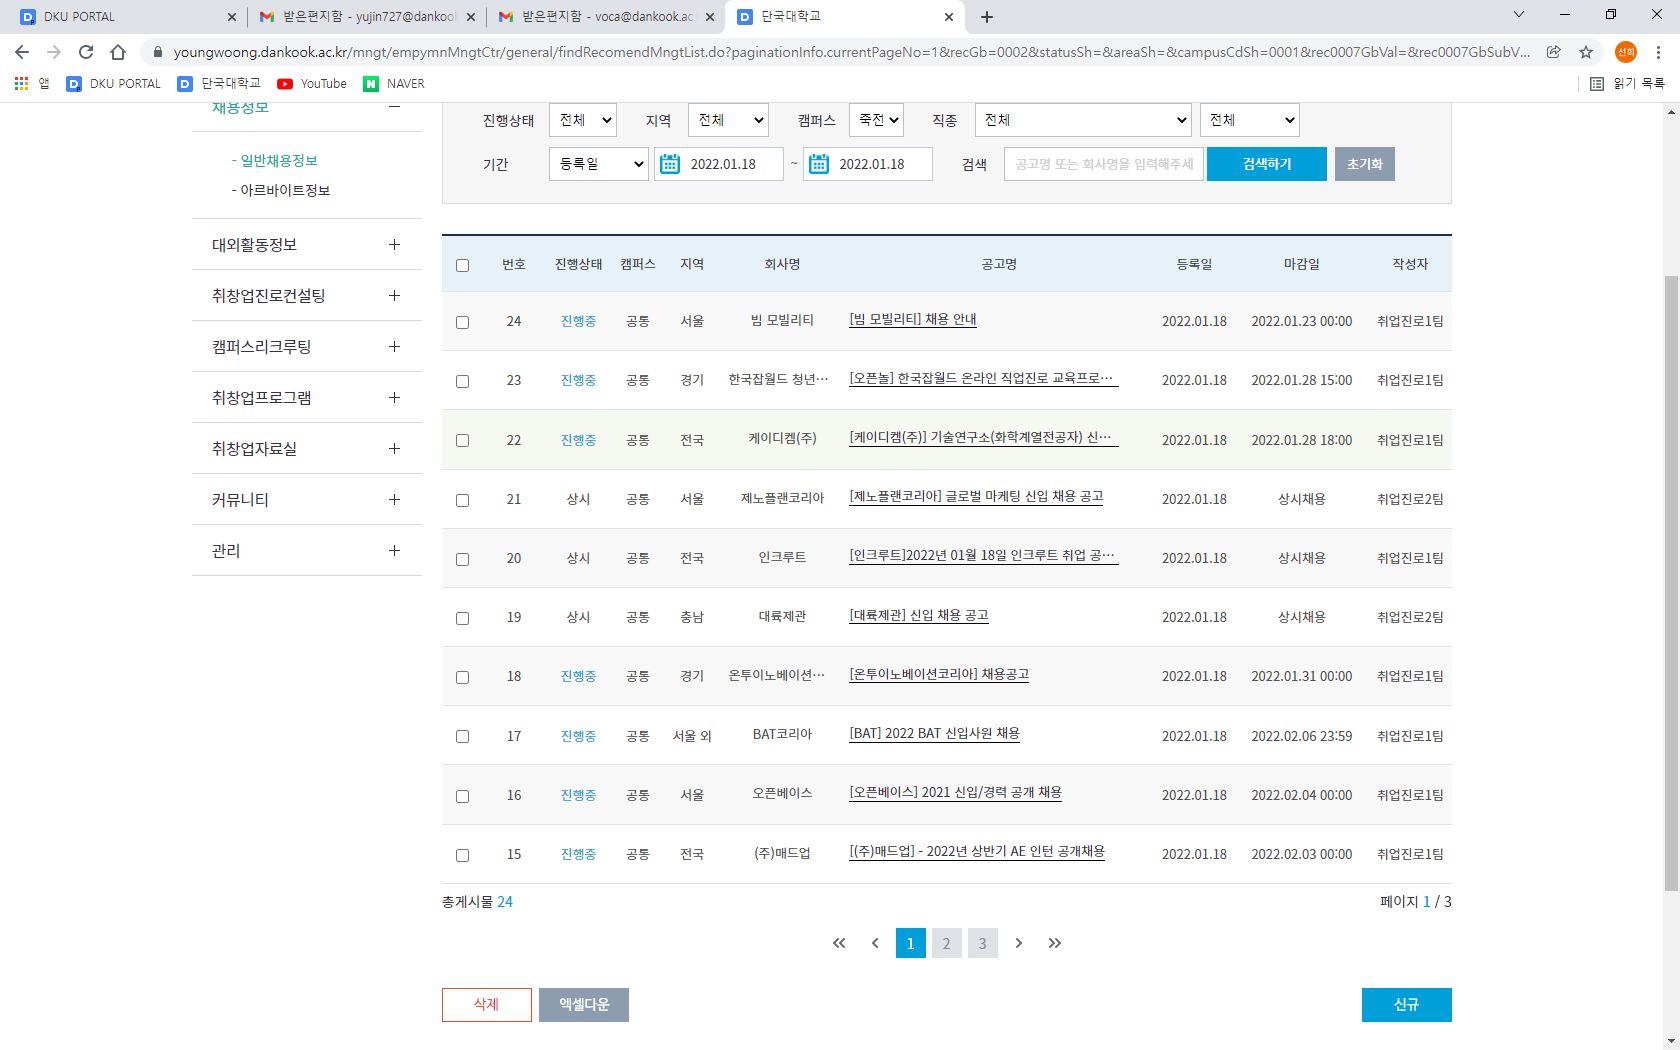 DKU PORTAL
받은편지함 - yujin727@dankook
받은편지함 - voca@dankook.ac.
단국대학교
youngwoong.dankook.ac.kr/mngt/empymnMngtCtr/general/findRecomendMngtList.do?paginationInfo.currentPageNo=1&recGb=0002&statusSh=&areaSh=&campusCdSh=0001&rec0007GbVal=&rec0007GbSubV...
선희
앱 DKU PORTAL 단국대학교 YouTube NAVER 읽기 목록
채용정보
- 일반채용정보
- 아르바이트정보
대외활동정보
취창업진로컨설팅
캠퍼스리크루팅
취창업프로그램
취창업자료실
커뮤니티
관리
진행상태 전체 지역 전체 캠퍼스 죽전 직종 전체 전체
기간 등록일 2022.01.18 ~ 2022.01.18 검색 공고명 또는 회사명을 입력해주세 검색하기 초기화
번호 진행상태 캠퍼스 지역 회사명 공고명 등록일 마감일 작성자
24 진행중 공통 서울 빔 모빌리티 [빔 모빌리티] 채용 안내 2022.01.18 2022.01.23 00:00 취업진로1팀
23 진행중 공통 경기 한국잡월드 청년… [오픈놀] 한국잡월드 온라인 직업진로 교육프로… 2022.01.18 2022.01.28 15:00 취업진로1팀
22 진행중 공통 전국 케이디켐(주) [케이디켐(주)] 기술연구소(화학계열전공자) 신… 2022.01.18 2022.01.28 18:00 취업진로1팀
21 상시 공통 서울 제노플랜코리아 [제노플랜코리아] 글로벌 마케팅 신입 채용 공고 2022.01.18 상시채용 취업진로2팀
20 상시 공통 전국 인크루트 [인크루트]2022년 01월 18일 인크루트 취업 공… 2022.01.18 상시채용 취업진로1팀
19 상시 공통 충남 대륙제관 [대륙제관] 신입 채용 공고 2022.01.18 상시채용 취업진로2팀
18 진행중 공통 경기 온투이노베이션… [온투이노베이션코리아] 채용공고 2022.01.18 2022.01.31 00:00 취업진로1팀
17 진행중 공통 서울 외 BAT코리아 [BAT] 2022 BAT 신입사원 채용 2022.01.18 2022.02.06 23:59 취업진로1팀
16 진행중 공통 서울 오픈베이스 [오픈베이스] 2021 신입/경력 공개 채용 2022.01.18 2022.02.04 00:00 취업진로1팀
15 진행중 공통 전국 (주)매드업 [(주)매드업] - 2022년 상반기 AE 인턴 공개채용 2022.01.18 2022.02.03 00:00 취업진로1팀
총게시물 24 페이지 1 / 3
1 2 3
삭제 엑셀다운 신규